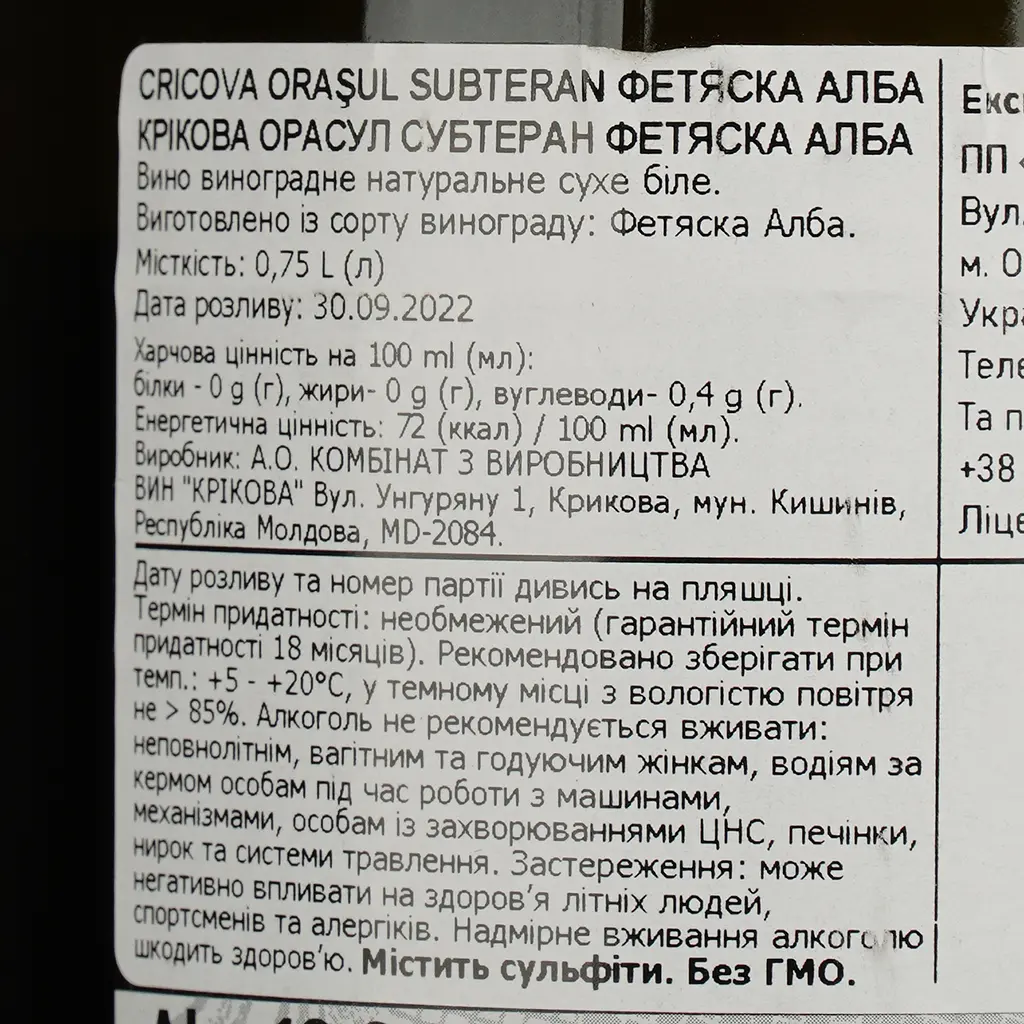 CRICOVA ORAȘUL SUBTERAN ФЕТЯСКА АЛБА
КРІКОВА ОРАСУЛ СУБТЕРАН ФЕТЯСКА АЛБА
Вино виноградне натуральне сухе біле.
Виготовлено із сорту винограду: Фетяска Алба.
Місткість: 0,75 L (л)
Дата розливу: 30.09.2022
Харчова цінність на 100 ml (мл):
білки - 0 g (г), жири- 0 g (г), вуглеводи- 0,4 g (г).
Енергетична цінність: 72 (ккал) / 100 ml (мл).
Виробник: А.О. КОМБІНАТ З ВИРОБНИЦТВА
ВИН "КРІКОВА" Вул. Унгуряну 1, Крикова, мун. Кишинів,
Республіка Молдова, MD-2084.
Дату розливу та номер партії дивись на пляшці.
Термін придатності: необмежений (гарантійний термін
придатності 18 місяців). Рекомендовано зберігати при
темп.: +5 - +20°С, у темному місці з вологістю повітря
не > 85%. Алкоголь не рекомендується вживати:
неповнолітнім, вагітним та годуючим жінкам, водіям за
кермом особам під час роботи з машинами,
механізмами, особам із захворюваннями ЦНС, печінки,
нирок та системи травлення. Застереження: може
негативно впливати на здоров'я літніх людей,
спортсменів та алергіків. Надмірне вживання алкоголю
шкодить здоров'ю. Містить сульфіти. Без ГМО.
ПП
Вул.
м.
+38